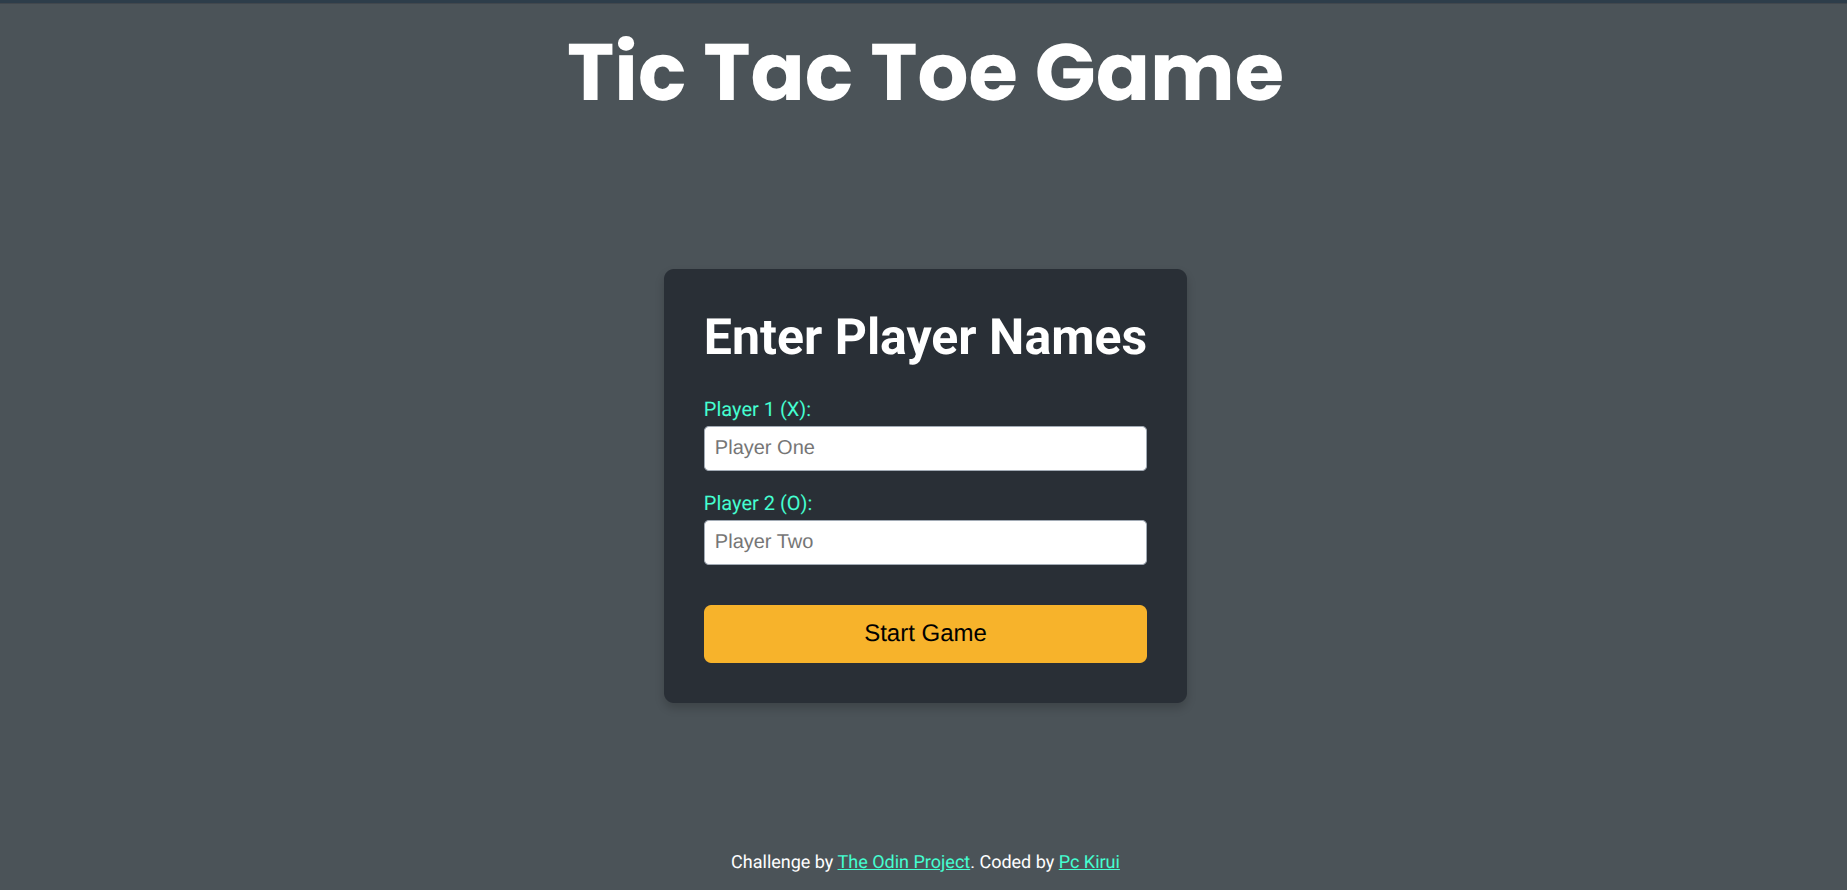 Tic Tac Toe Game
Enter Player Names
Player 1 (X):
Player One
Player 2 (O):
Player Two
Start Game
Challenge by The Odin Project. Coded by Pc Kirui